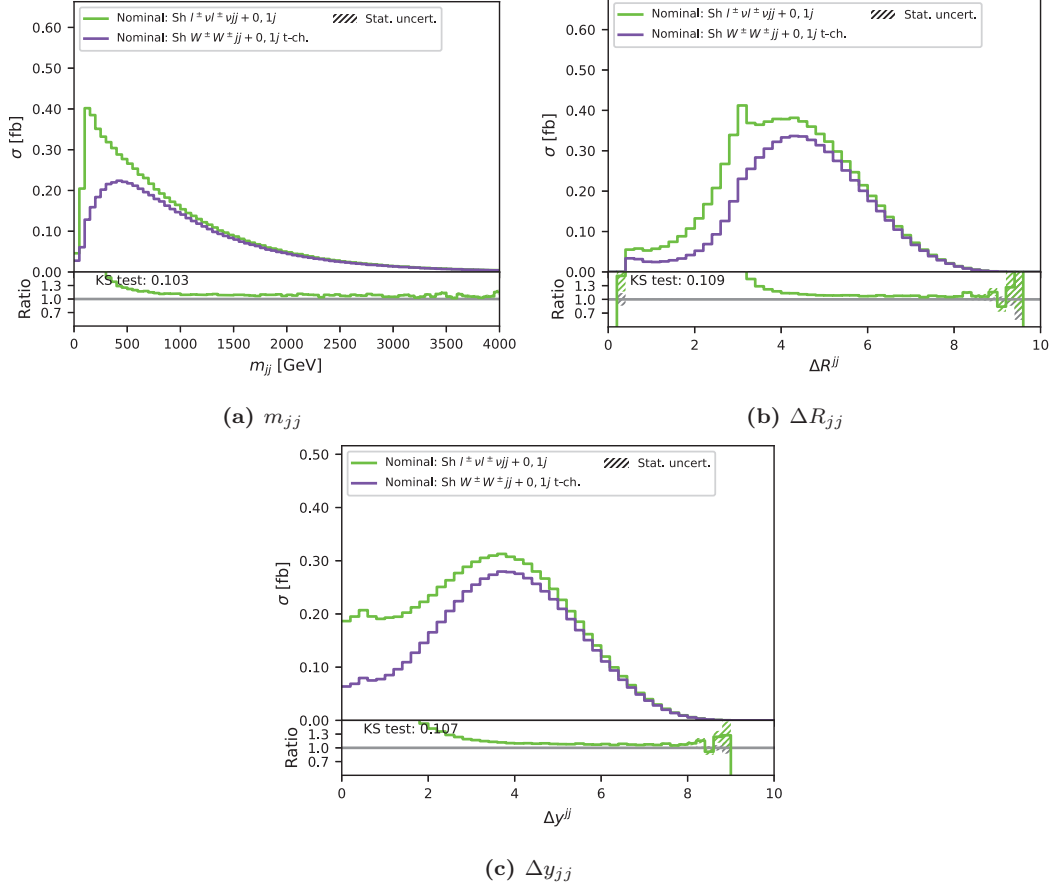 Nominal: Sh l±νl±νjj + 0, 1j
Nominal: Sh W±W±jj + 0, 1j t-ch.
Stat. uncert.
0.60
0.50
0.40
0.30
0.20
0.10
0.00
σ [fb]
KS test: 0.103
1.3
1.0
0.7
Ratio
0 500 1000 1500 2000 2500 3000 3500 4000
m_jj [GeV]
(a) m_jj
Nominal: Sh l±νl±νjj + 0, 1j
Nominal: Sh W±W±jj + 0, 1j t-ch.
Stat. uncert.
0.60
0.50
0.40
0.30
0.20
0.10
0.00
σ [fb]
KS test: 0.109
1.3
1.0
0.7
Ratio
0 2 4 6 8 10
ΔR^jj
(b) ΔR_jj
Nominal: Sh l±νl±νjj + 0, 1j
Nominal: Sh W±W±jj + 0, 1j t-ch.
Stat. uncert.
0.50
0.40
0.30
0.20
0.10
0.00
σ [fb]
KS test: 0.107
1.3
1.0
0.7
Ratio
0 2 4 6 8 10
Δy^jj
(c) Δy_jj